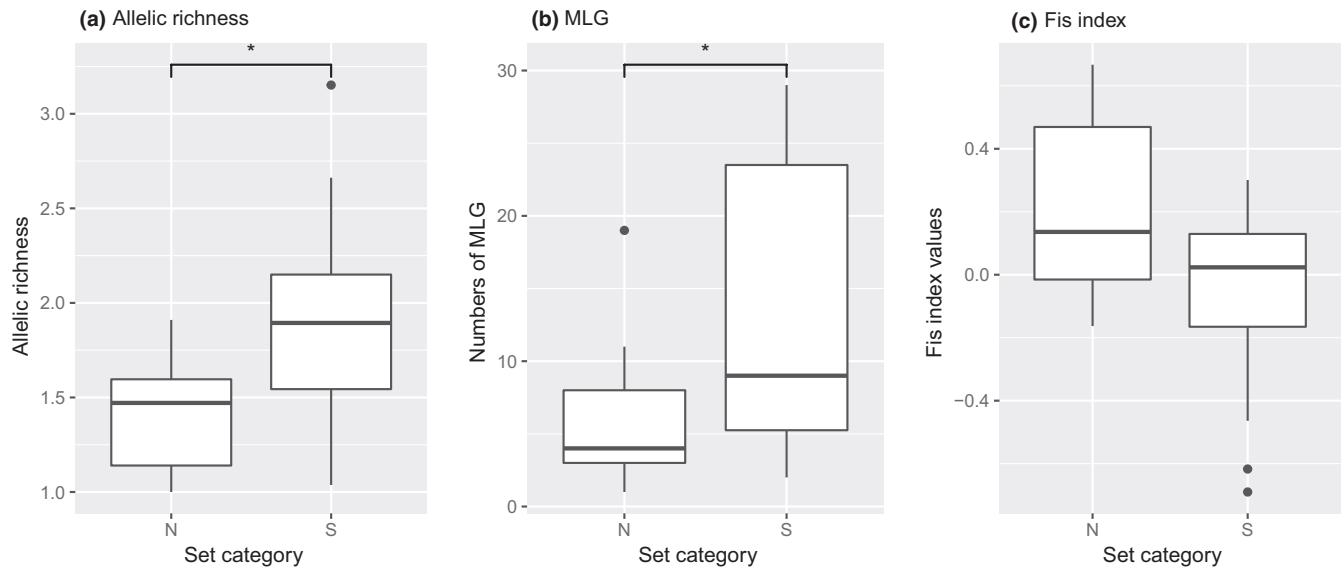 (a) Allelic richness
*
3.0
2.5
2.0
1.5
1.0
Allelic richness
N S
Set category
(b) MLG
*
30
20
10
0
Numbers of MLG
N S
Set category
(c) Fis index
0.4
0.0
−0.4
Fis index values
N S
Set category